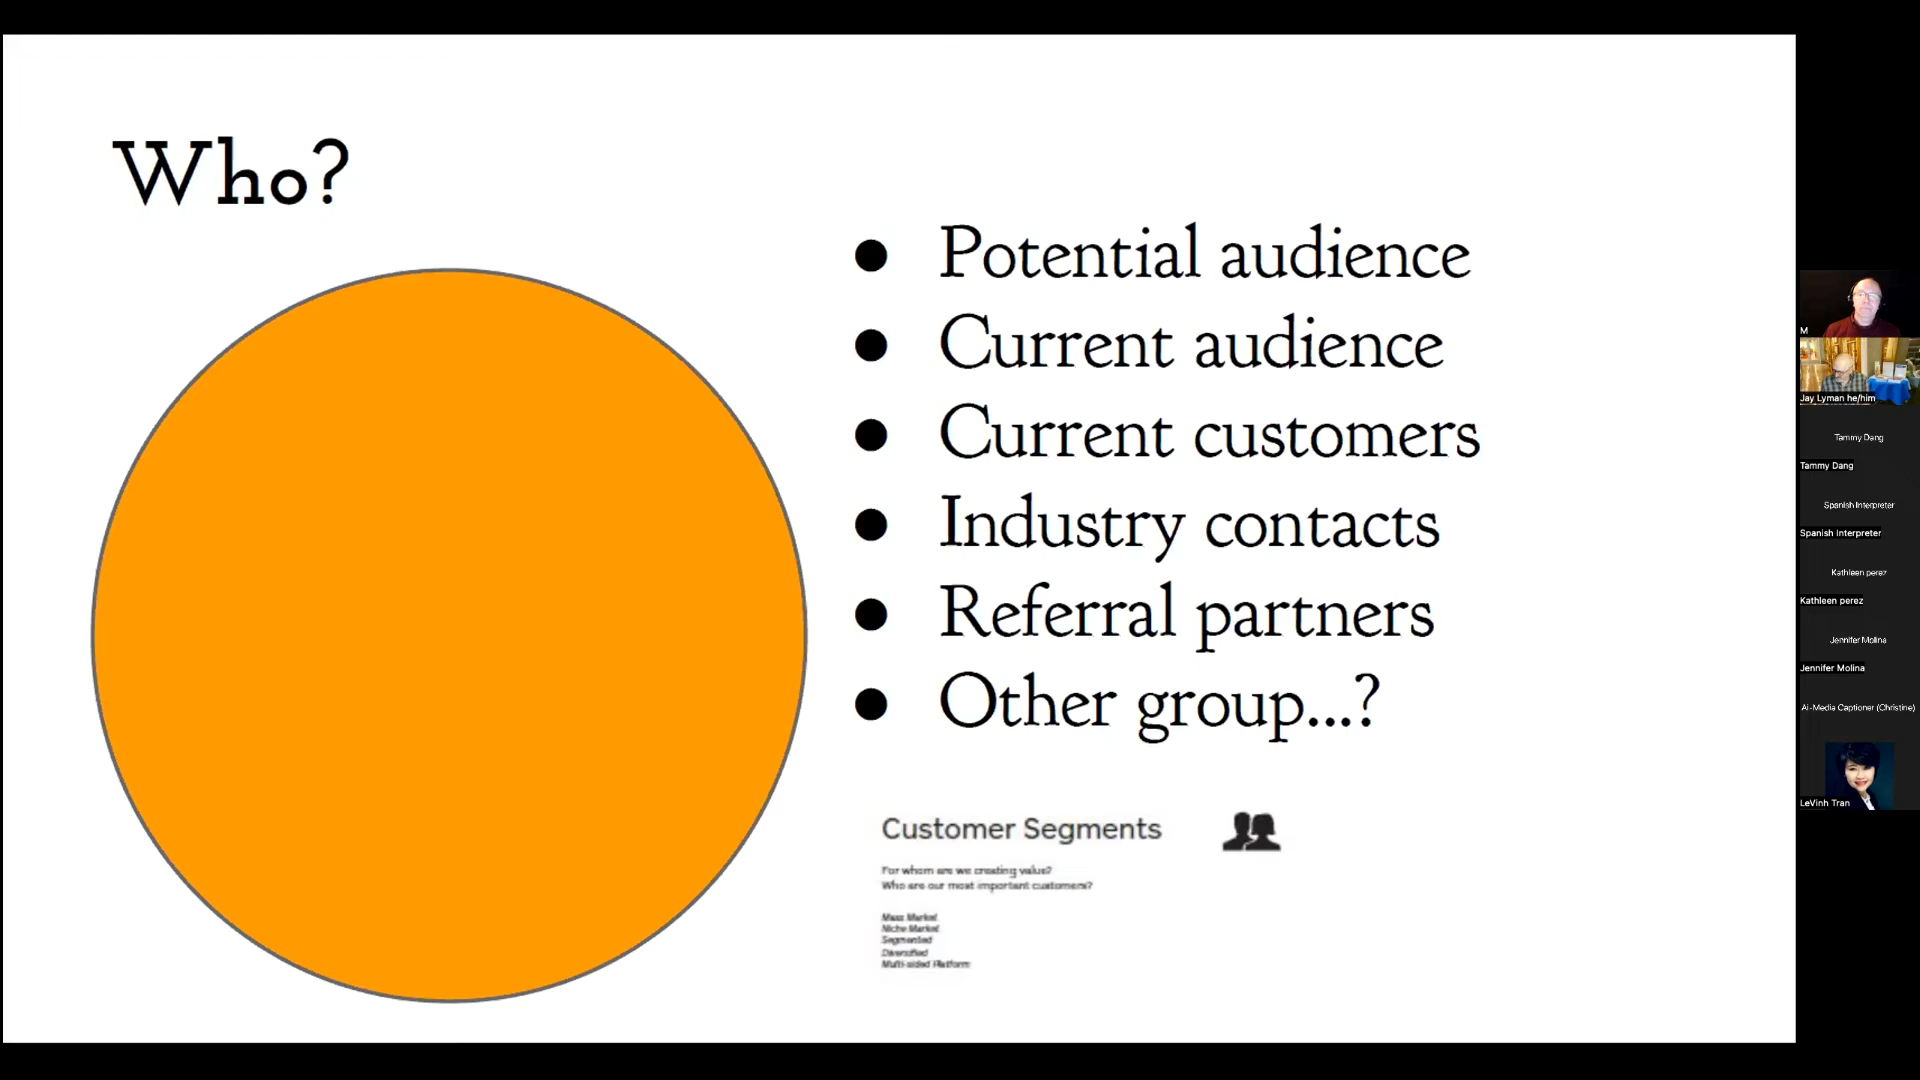 Who?
● Potential audience
● Current audience
● Current customers
● Industry contacts
● Referral partners
● Other group...?
Customer Segments
For whom are we creating value?
Who are our most important customers?
Mass Market
Niche Market
Segmented
Diversified
Multi-sided Platform
M
Jay Lyman he/him
Tammy Dang
Tammy Dang
Spanish Interpreter
Spanish Interpreter
Kathleen perez
Kathleen perez
Jennifer Molina
Jennifer Molina
Ai-Media Captioner (Christine)
LeVinh Tran